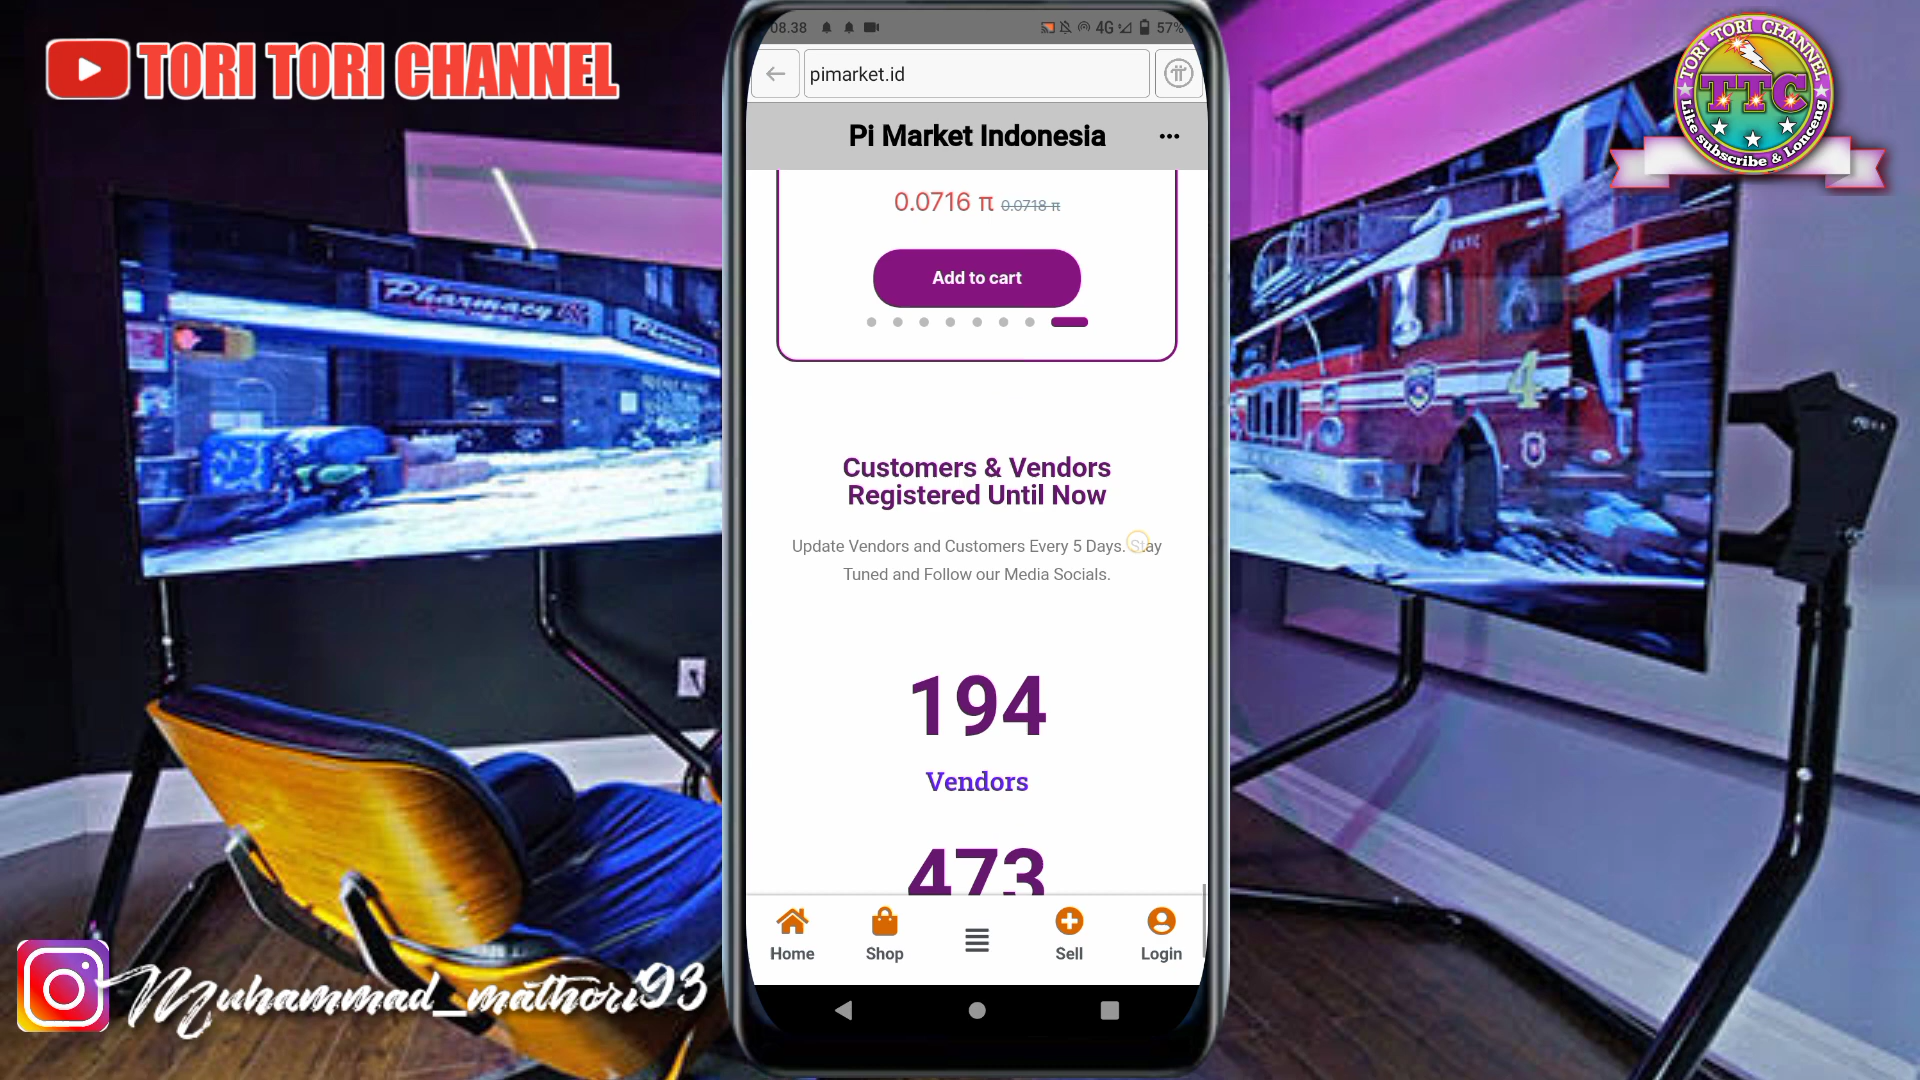 TORI TORI CHANNEL
08.38
4G
57%
pimarket.id
Pi Market Indonesia
0.0716 π 0.0718 π
Add to cart
Customers & Vendors
Registered Until Now
Update Vendors and Customers Every 5 Days. Stay
Tuned and Follow our Media Socials.
194
Vendors
473
Home
Shop
Sell
Login
TORI TORI CHANNEL
TTC
Like subscribe & Lonceng
Pharmacy
4
Muhammad_mathori93